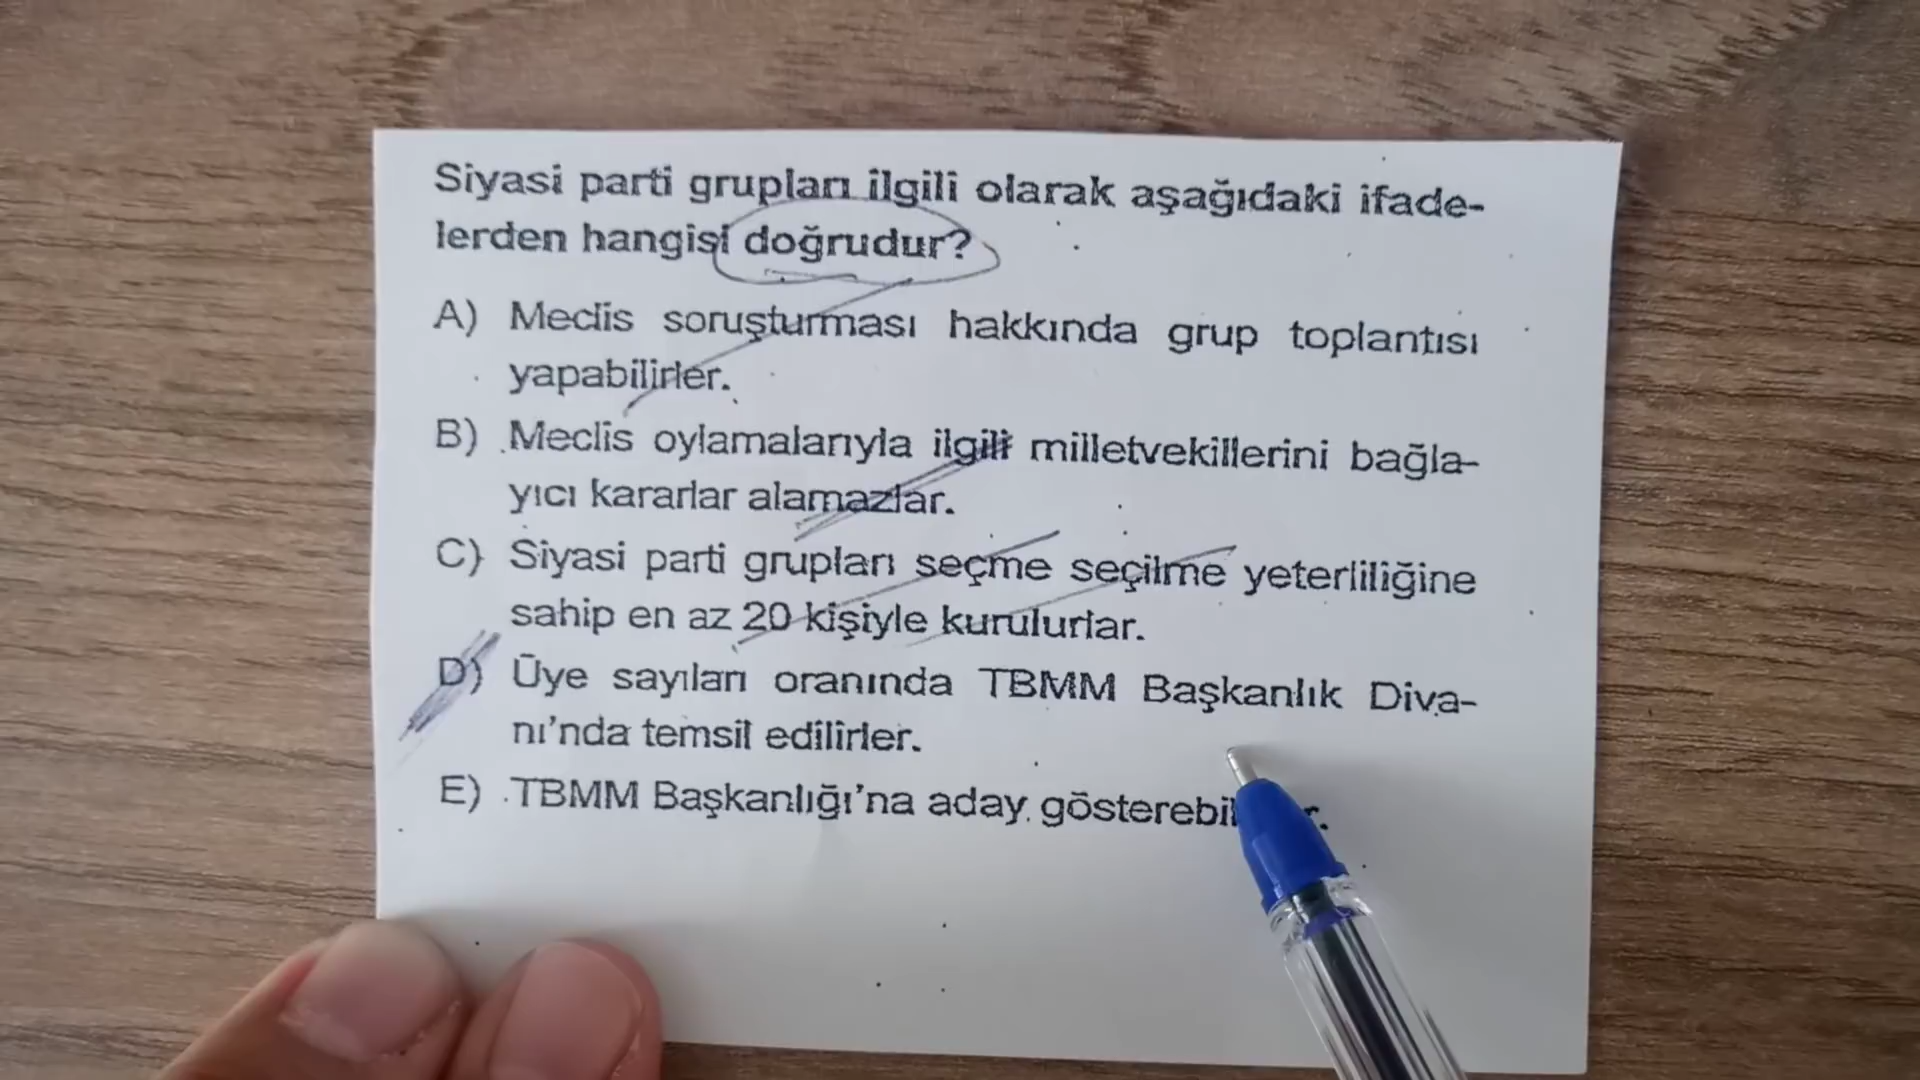 Siyasi parti grupları ilgili olarak aşağıdaki ifade-
lerden hangisi doğrudur?
A) Meclis soruşturması hakkında grup toplantısı
yapabilirler.
B) Meclis oylamalarıyla ilgili milletvekillerini bağla-
yıcı kararlar alamazlar.
C) Siyasi parti grupları seçme seçilme yeterliliğine
sahip en az 20 kişiyle kurulurlar.
D) Üye sayıları oranında TBMM Başkanlık Diva-
nı'nda temsil edilirler.
E) TBMM Başkanlığı'na aday